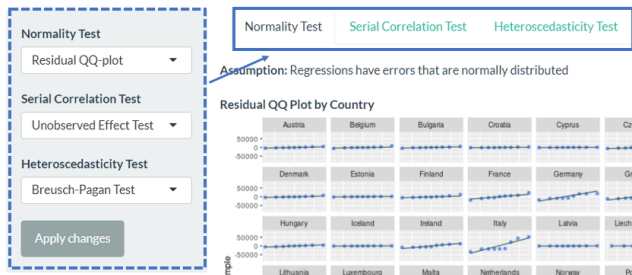 Normality Test
Residual QQ-plot
Serial Correlation Test
Unobserved Effect Test
Heteroscedasticity Test
Breusch-Pagan Test
Apply changes
Normality Test Serial Correlation Test Heteroscedasticity Test
Assumption: Regressions have errors that are normally distributed
Residual QQ Plot by Country
Austria Belgium Bulgaria Croatia Cyprus Cz
50000
0
-50000
Denmark Estonia Finland France Germany
50000
0
-50000
Hungary Iceland Ireland Italy Latvia Liech
50000
0
-50000
Lithuania Luxembourg Malta Netherlands Norway